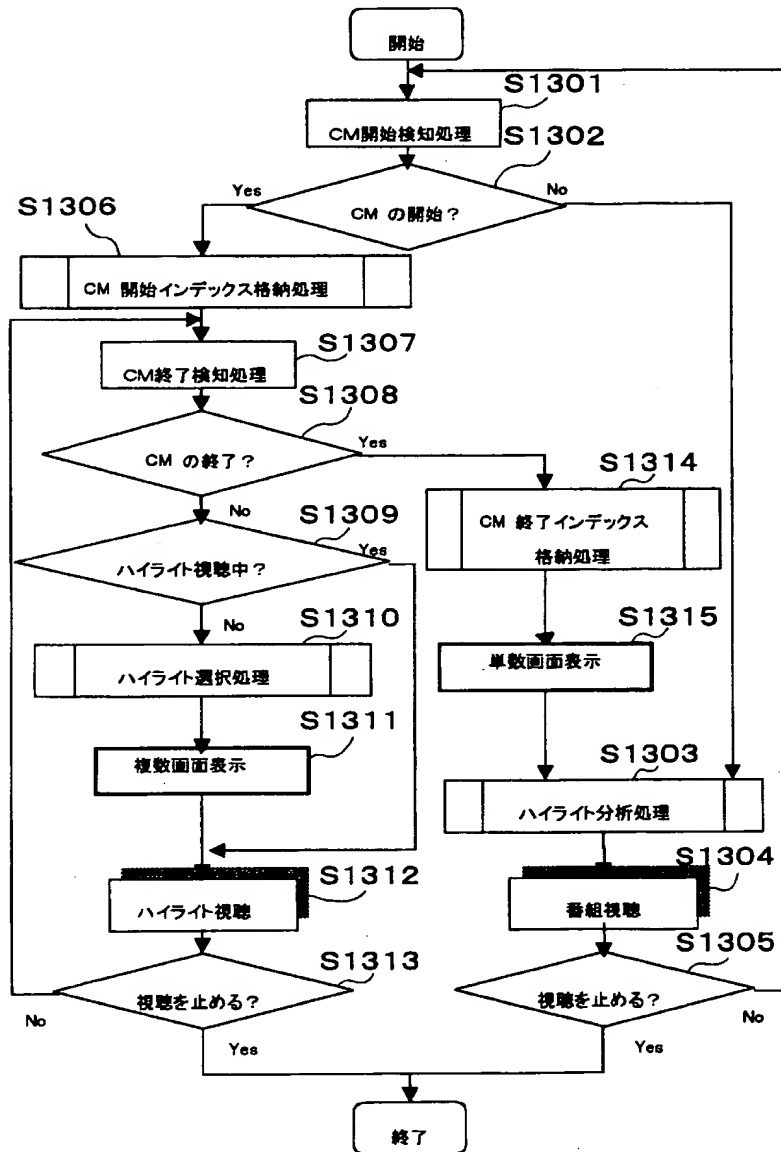 開始
S1301
CM開始検知処理
S1302
Yes
No
CM の開始？
S1306
CM 開始インデックス格納処理
S1307
CM終了検知処理
S1308
CM の終了？
Yes
S1314
No
S1309
CM 終了インデックス
格納処理
ハイライト視聴中？
Yes
No
S1310
S1315
ハイライト選択処理
単数画面表示
S1311
複数画面表示
S1303
ハイライト分析処理
S1312
S1304
ハイライト視聴
番組視聴
S1313
S1305
視聴を止める？
視聴を止める？
No
No
Yes
Yes
終了